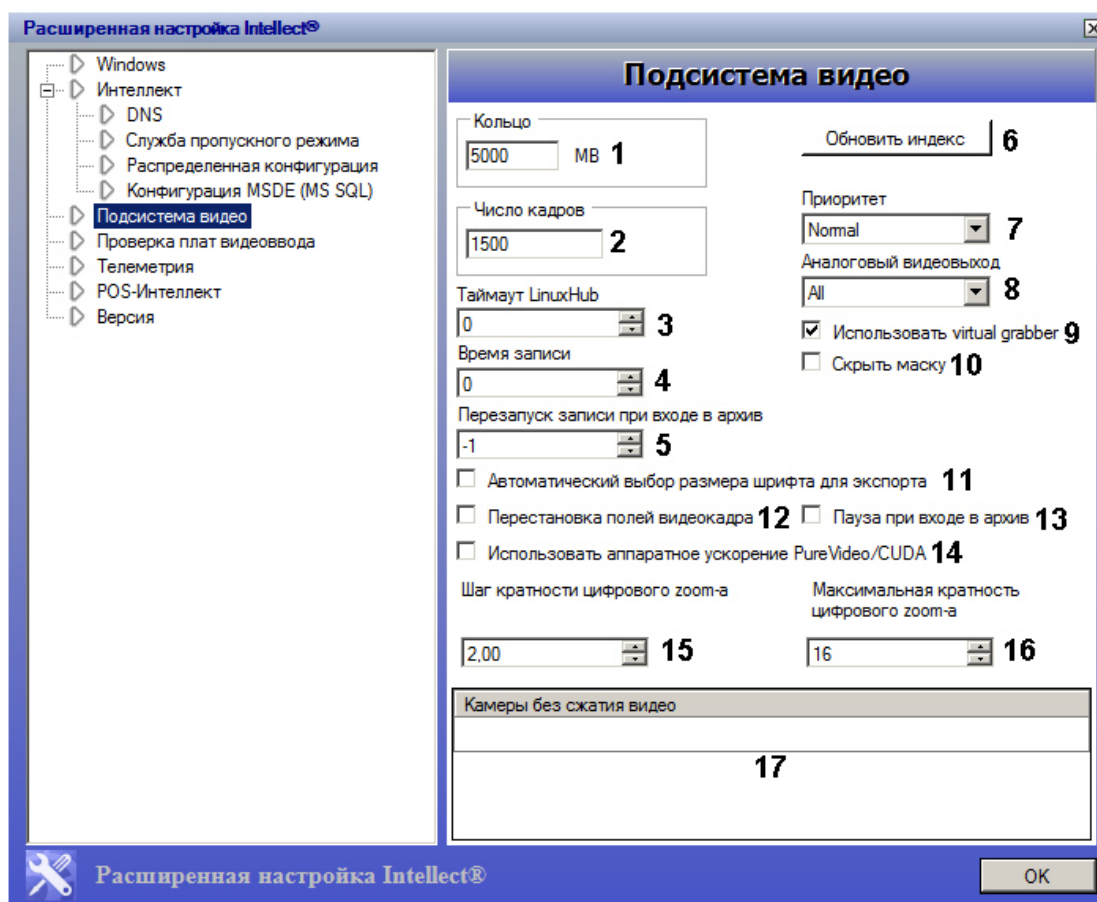 Расширенная настройка Intellect®
Windows
Интеллект
DNS
Служба пропускного режима
Распределенная конфигурация
Конфигурация MSDE (MS SQL)
Подсистема видео
Проверка плат видеоввода
Телеметрия
POS-Интеллект
Версия
Подсистема видео
Кольцо
5000 MB 1
Обновить индекс 6
Число кадров
1500 2
Приоритет
Normal 7
Аналоговый видеовыход
All 8
Таймаут LinuxHub
0 3
Использовать virtual grabber 9
Время записи
0 4
Скрыть маску 10
Перезапуск записи при входе в архив
-1 5
Автоматический выбор размера шрифта для экспорта 11
Перестановка полей видеокадра 12 Пауза при входе в архив 13
Использовать аппаратное ускорение PureVideo/CUDA 14
Шаг кратности цифрового zoom-а
2,00 15
Максимальная кратность
цифрового zoom-а
16 16
Камеры без сжатия видео
17
Расширенная настройка Intellect®
OK